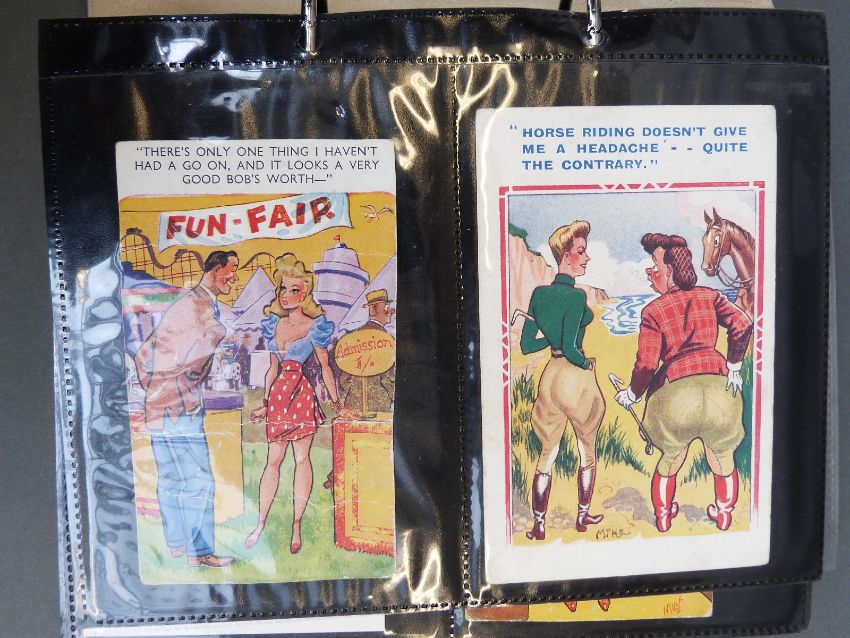 "THERE'S ONLY ONE THING I HAVEN'T
HAD A GO ON, AND IT LOOKS A VERY
GOOD BOB'S WORTH—"
FUN-FAIR
Admission
1/-
"HORSE RIDING DOESN'T GIVE
ME A HEADACHE - - QUITE
THE CONTRARY."
MIKE
MIKE